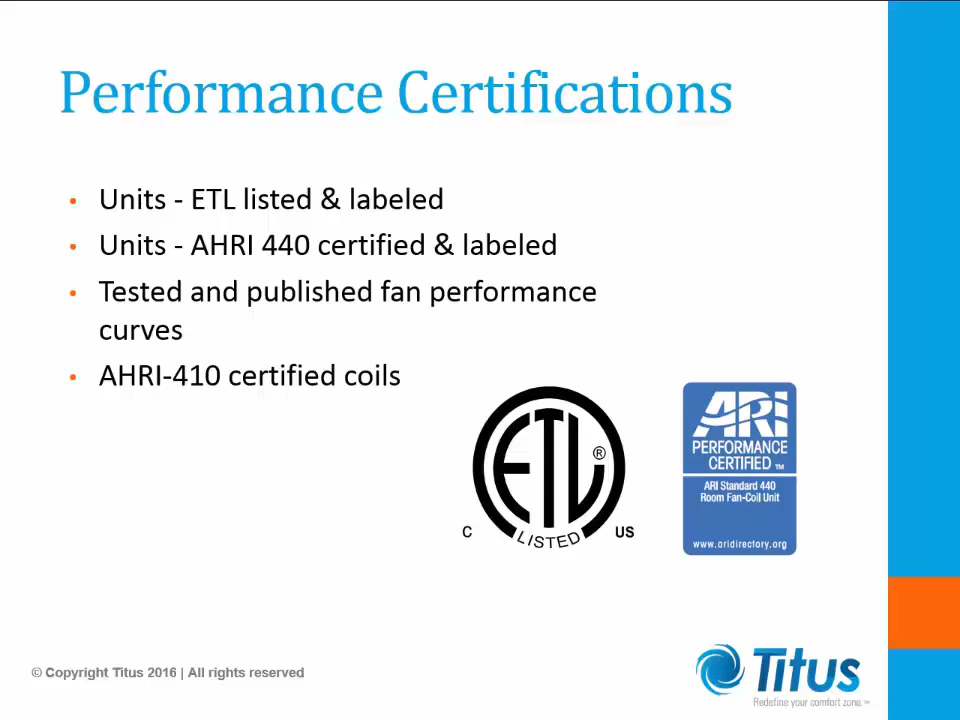 Performance Certifications
• Units - ETL listed & labeled
• Units - AHRI 440 certified & labeled
• Tested and published fan performance
curves
• AHRI-410 certified coils
ETL®
C LISTED US
ARi
PERFORMANCE
CERTIFIED ™
ARI Standard 440
Room Fan-Coil Unit
www.aridirectory.org
© Copyright Titus 2016 | All rights reserved
Titus
Redefine your comfort zone.™